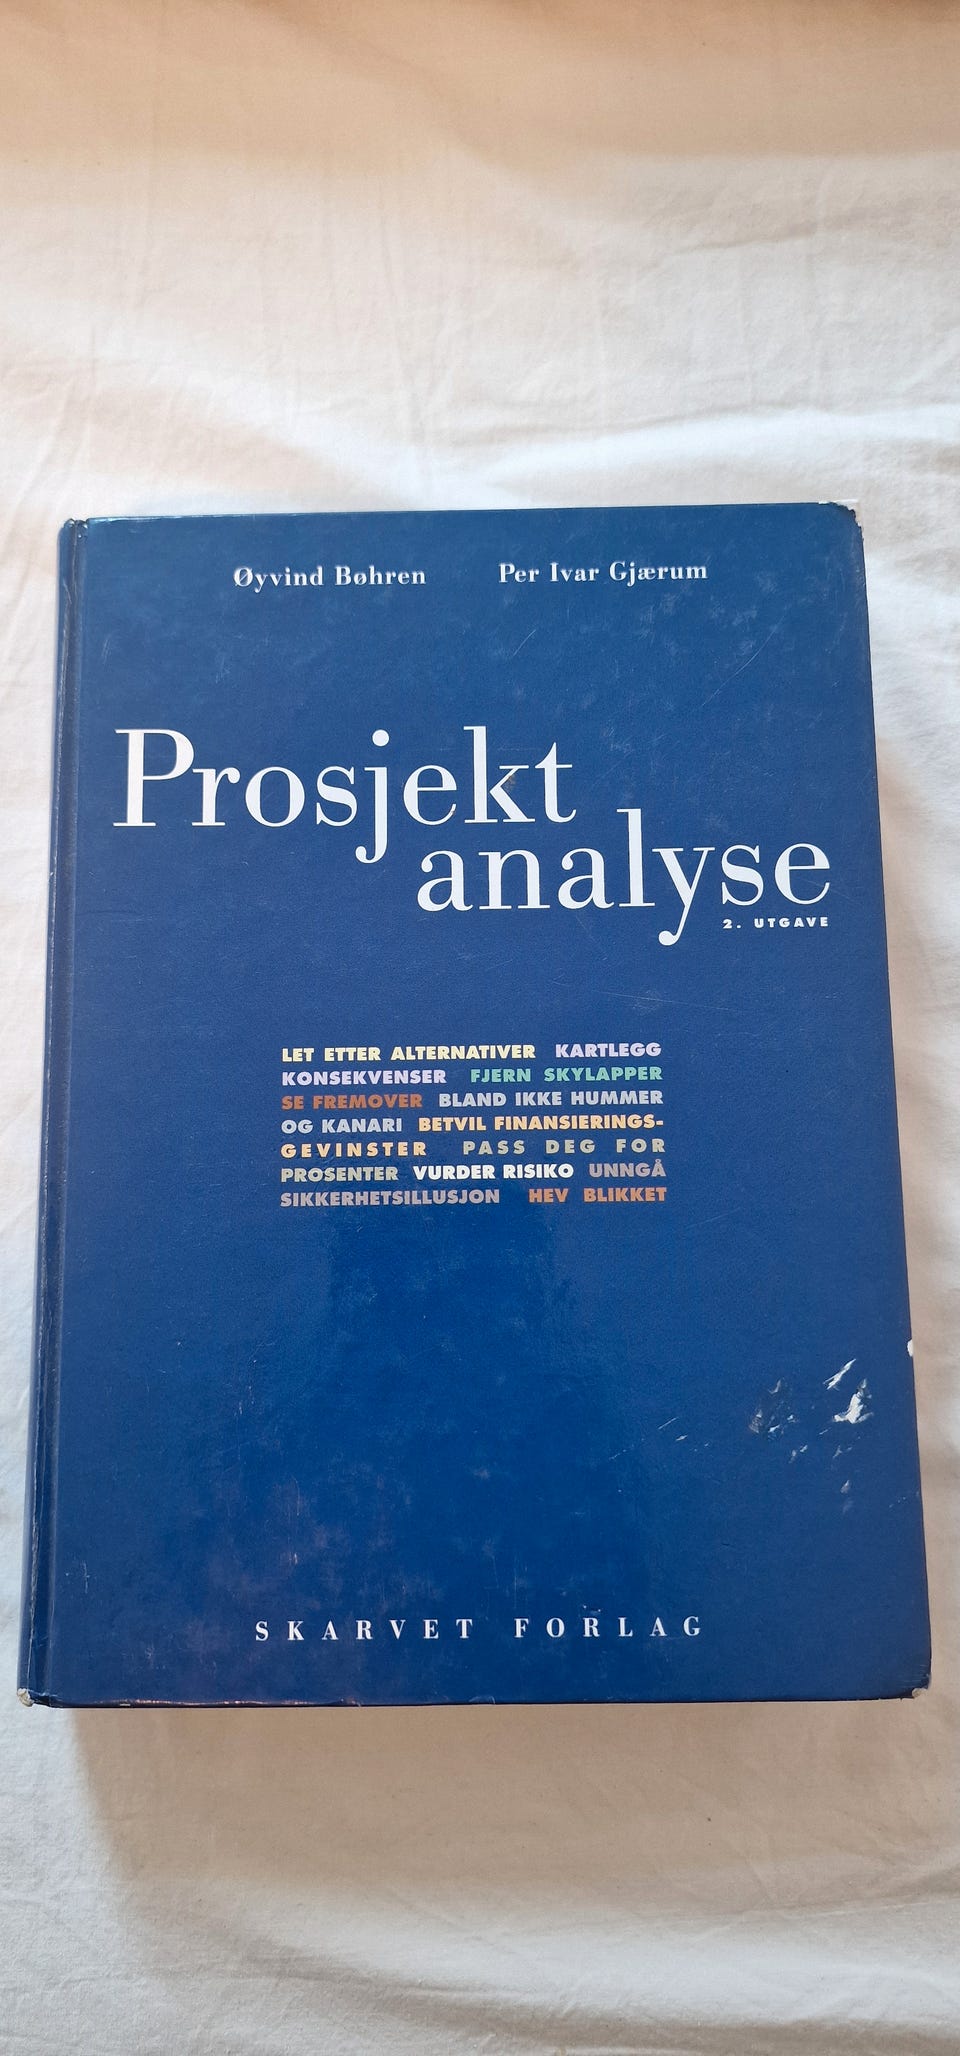 Øyvind Bøhren Per Ivar Gjærum
Prosjekt
analyse
2. UTGAVE
LET ETTER ALTERNATIVER KARTLEGG
KONSEKVENSER FJERN SKYLAPPER
SE FREMOVER BLAND IKKE HUMMER
OG KANARI BETVIL FINANSIERINGS-
GEVINSTER PASS DEG FOR
PROSENTER VURDER RISIKO UNNGÅ
SIKKERHETSILLUSJON HEV BLIKKET
SKARVET FORLAG